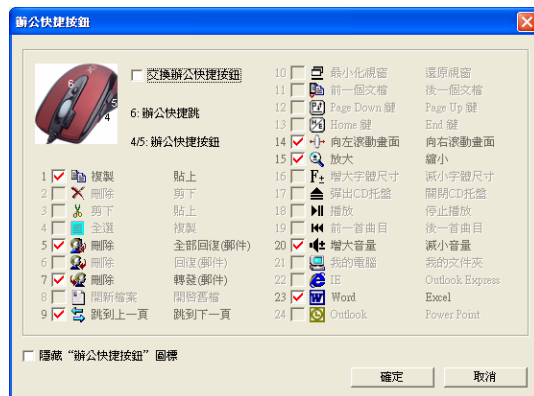 辦公快捷按鈕
交換辦公快捷按鈕
6: 辦公快捷跳
4/5: 辦公快捷按鈕
6
5
4
1 複製 貼上
2 刪除 剪下
3 剪下 貼上
4 全選 複製
5 刪除 全部回復(郵件)
6 刪除 回復(郵件)
7 刪除 轉發(郵件)
8 開新檔案 開啓舊檔
9 跳到上一頁 跳到下一頁
10 最小化視窗 還原視窗
11 前一個文檔 後一個文檔
12 Page Down 鍵 Page Up 鍵
13 Home 鍵 End 鍵
14 向左滾動畫面 向右滾動畫面
15 放大 縮小
16 增大字體尺寸 減小字體尺寸
17 彈出CD托盤 關閉CD托盤
18 播放 停止播放
19 前一首曲目 後一首曲目
20 增大音量 減小音量
21 我的電腦 我的文件夾
22 IE Outlook Express
23 Word Excel
24 Outlook Power Point
隱藏“辦公快捷按鈕” 圖標
確定 取消